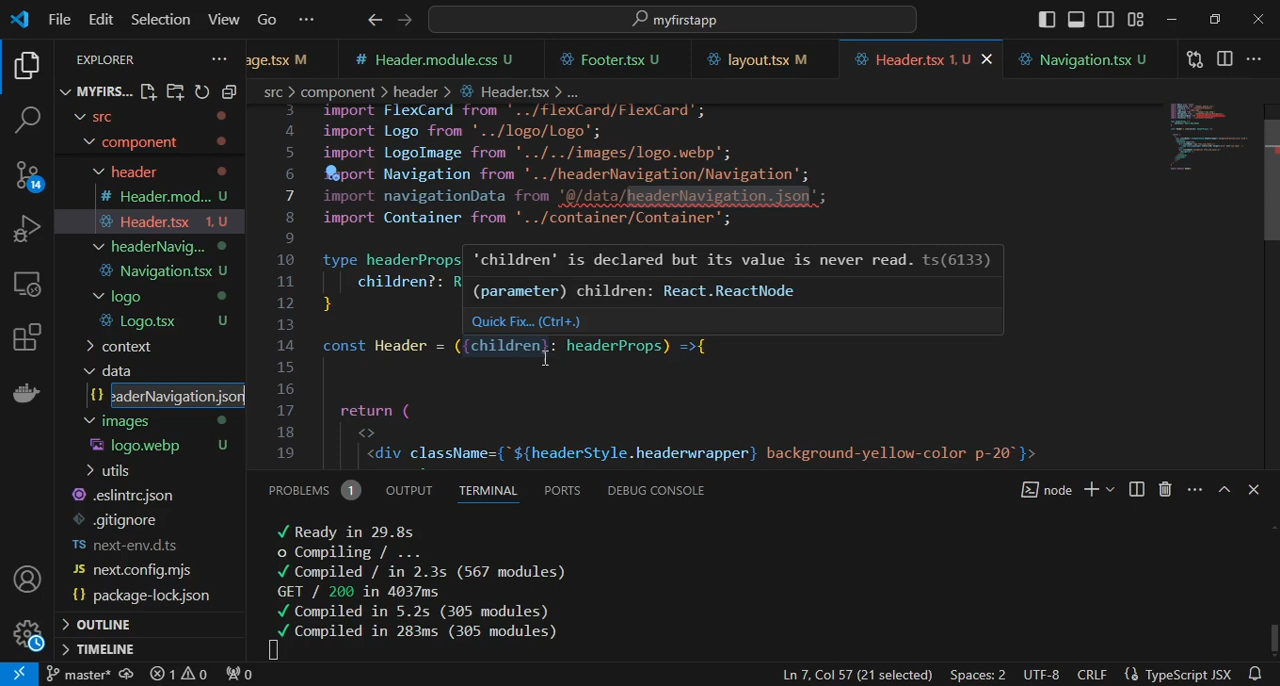 File Edit Selection View Go ··· myfirstapp
EXPLORER ···
age.tsx M # Header.module.css U Footer.tsx U layout.tsx M Header.tsx 1, U Navigation.tsx U ···
MYFIRS...
src > component > header > Header.tsx > ...
src
component
header
# Header.mod... U
Header.tsx 1, U
headerNavig...
Navigation.tsx U
logo
Logo.tsx U
context
data
{} eaderNavigation.json
images
logo.webp U
utils
.eslintrc.json
.gitignore
TS next-env.d.ts
JS next.config.mjs
{} package-lock.json
OUTLINE
TIMELINE
14
3 import FlexCard from '../flexCard/FlexCard';
4 import Logo from '../logo/Logo';
5 import LogoImage from '../../images/logo.webp';
6 import Navigation from '../headerNavigation/Navigation';
7 import navigationData from '@/data/headerNavigation.json';
8 import Container from '../container/Container';
9
10 type headerProps
11 children?: R
12 }
13
'children' is declared but its value is never read. ts(6133)
(parameter) children: React.ReactNode
Quick Fix... (Ctrl+.)
14 const Header = ({children}: headerProps) =>{
15
16
17 return (
18 <>
19 <div className={`${headerStyle.headerwrapper} background-yellow-color p-20`}>
PROBLEMS 1 OUTPUT TERMINAL PORTS DEBUG CONSOLE node ···
✓ Ready in 29.8s
o Compiling / ...
✓ Compiled / in 2.3s (567 modules)
GET / 200 in 4037ms
✓ Compiled in 5.2s (305 modules)
✓ Compiled in 283ms (305 modules)
master* 1 0 0 Ln 7, Col 57 (21 selected) Spaces: 2 UTF-8 CRLF {} TypeScript JSX